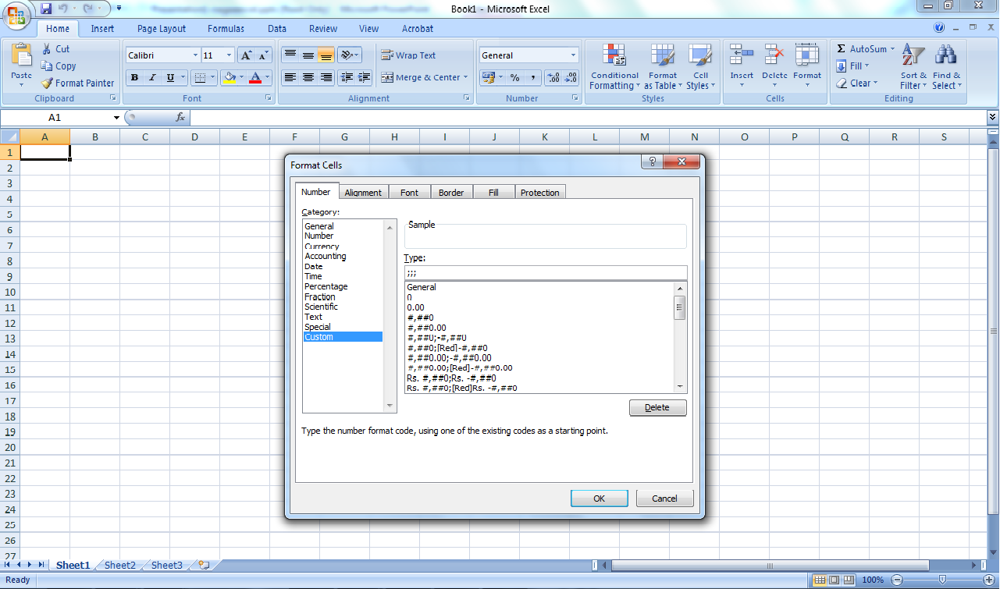 Book1 - Microsoft Excel
Home Insert Page Layout Formulas Data Review View Acrobat
Paste
Cut
Copy
Format Painter
Clipboard
Calibri 11
B I U A
Font
Wrap Text
Merge & Center
Alignment
General
% ,
Number
Conditional Formatting
Format as Table
Cell Styles
Styles
Insert Delete Format
Cells
Σ AutoSum
Fill
Clear
Sort & Filter
Find & Select
Editing
A1 fx
A B C D E F G H I J K L M N O P Q R S
1
2
3
4
5
6
7
8
9
10
11
12
13
14
15
16
17
18
19
20
21
22
23
24
25
26
27
Format Cells
Number Alignment Font Border Fill Protection
Category:
General
Number
Currency
Accounting
Date
Time
Percentage
Fraction
Scientific
Text
Special
Custom
Sample
Type:
;;;
General
0
0.00
#,##0
#,##0.00
#,##0;-#,##0
#,##0;[Red]-#,##0
#,##0.00;-#,##0.00
#,##0.00;[Red]-#,##0.00
Rs. #,##0;Rs. -#,##0
Rs. #,##0;[Red]Rs. -#,##0
Delete
Type the number format code, using one of the existing codes as a starting point.
OK Cancel
Sheet1 Sheet2 Sheet3
Ready 100%